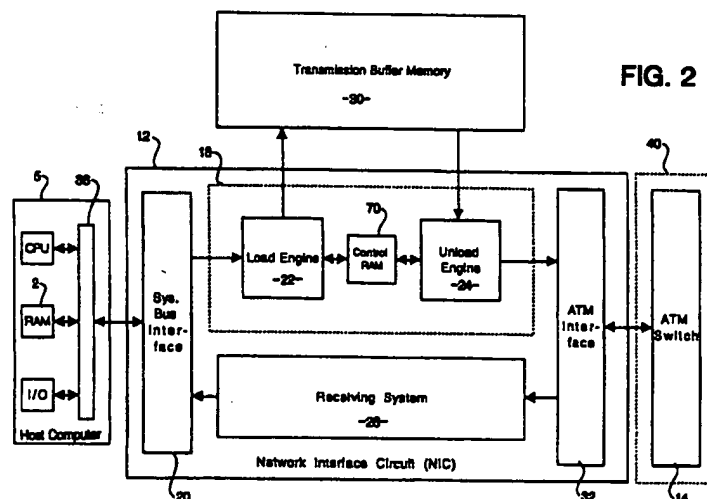 Transmission Buffer Memory
-30-
FIG. 2
12
16
40
5
38
70
CPU
2
RAM
I/O
Host Computer
Sys.
Bus
Inter-
face
Load Engine
-22-
Control
RAM
Unload
Engine
-24-
ATM
Inter-
face
ATM
Switch
Receiving System
-26-
Network Interface Circuit (NIC)
20
32
14